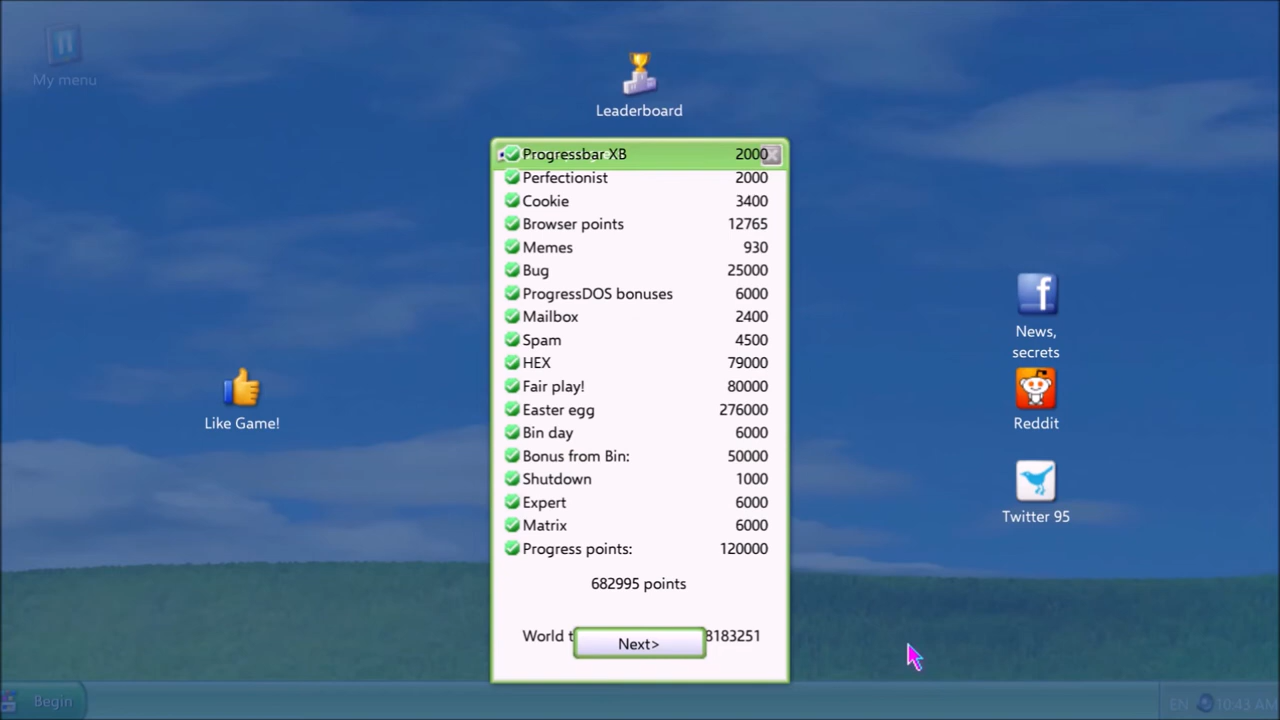 My menu
Leaderboard
Progressbar XB 2000
Perfectionist 2000
Cookie 3400
Browser points 12765
Memes 930
Bug 25000
ProgressDOS bonuses 6000
Mailbox 2400
Spam 4500
HEX 79000
Fair play! 80000
Easter egg 276000
Bin day 6000
Bonus from Bin: 50000
Shutdown 1000
Expert 6000
Matrix 6000
Progress points: 120000
682995 points
World
Next>
Like Game!
News,
secrets
Reddit
Twitter 95
Begin
EN 10:43 AM